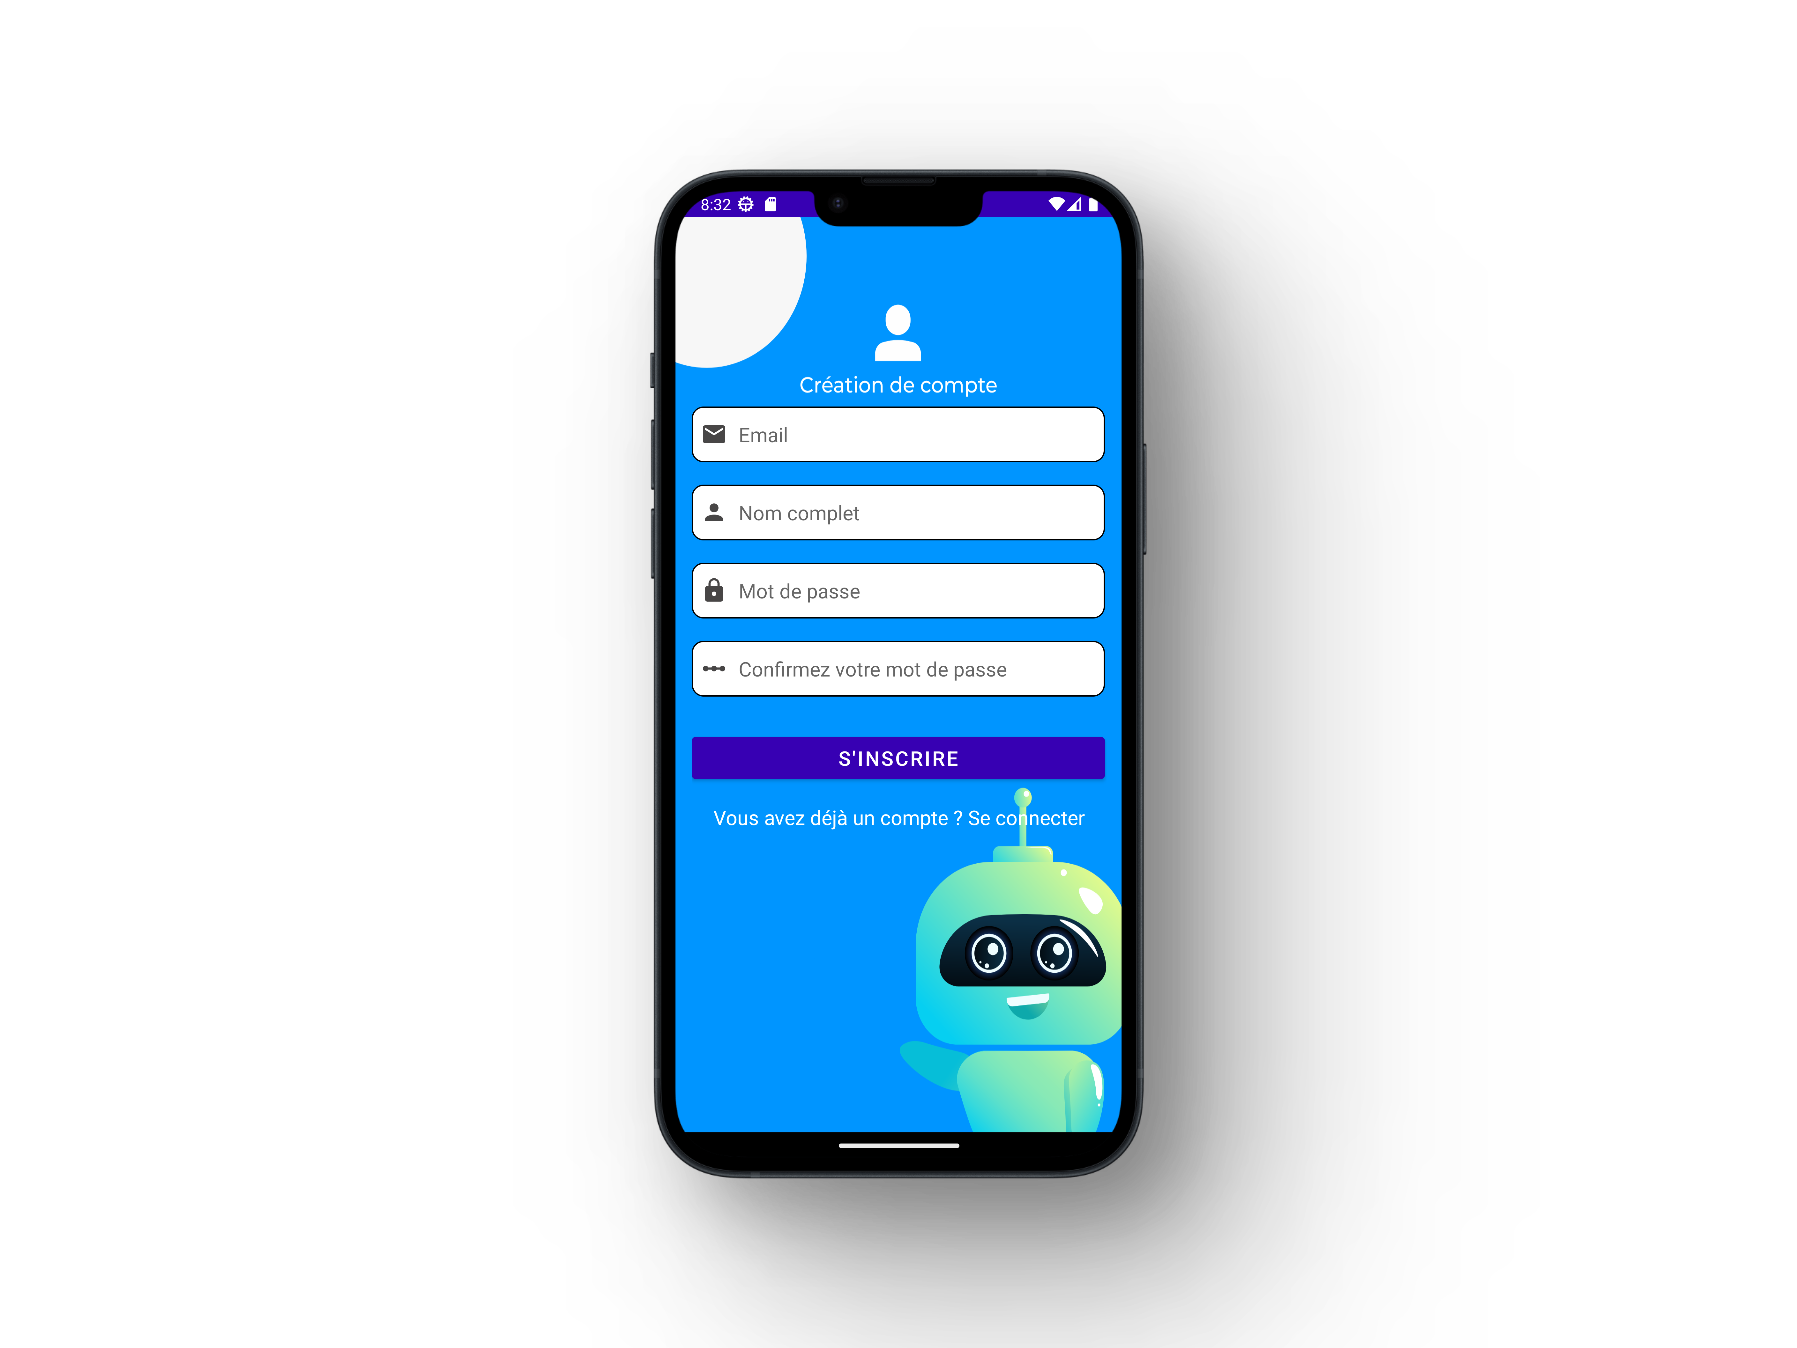 8:32
Création de compte
Email
Nom complet
Mot de passe
Confirmez votre mot de passe
S'INSCRIRE
Vous avez déjà un compte ? Se connecter